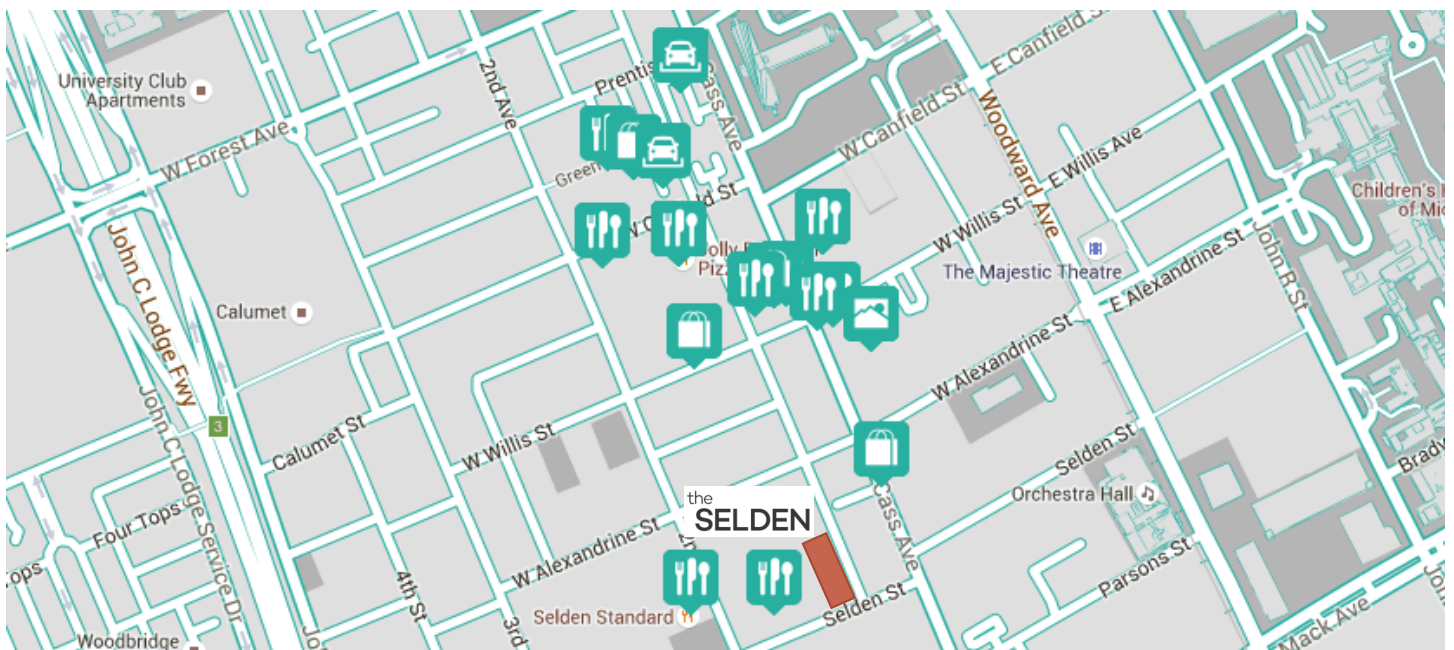 E Canfield St
University Club
Apartments
2nd Ave
Prentis
Cass Ave
W Forest Ave
W Canfield St
Woodward Ave
E Willis Ave
Green
Children's
of Mic
John C Lodge Fwy
W Willis St
The Majestic Theatre
John R St
E Alexandrine St
Calumet
W Alexandrine St
3
Calumet St
John C Lodge Service Dr
W Willis St
Selden St
Brady
the
SELDEN
Orchestra Hall
Four Tops
ops
W Alexandrine St
Cass Ave
4th St
3rd
Parsons St
Selden Standard
Selden St
Mack Ave
Woodbridge